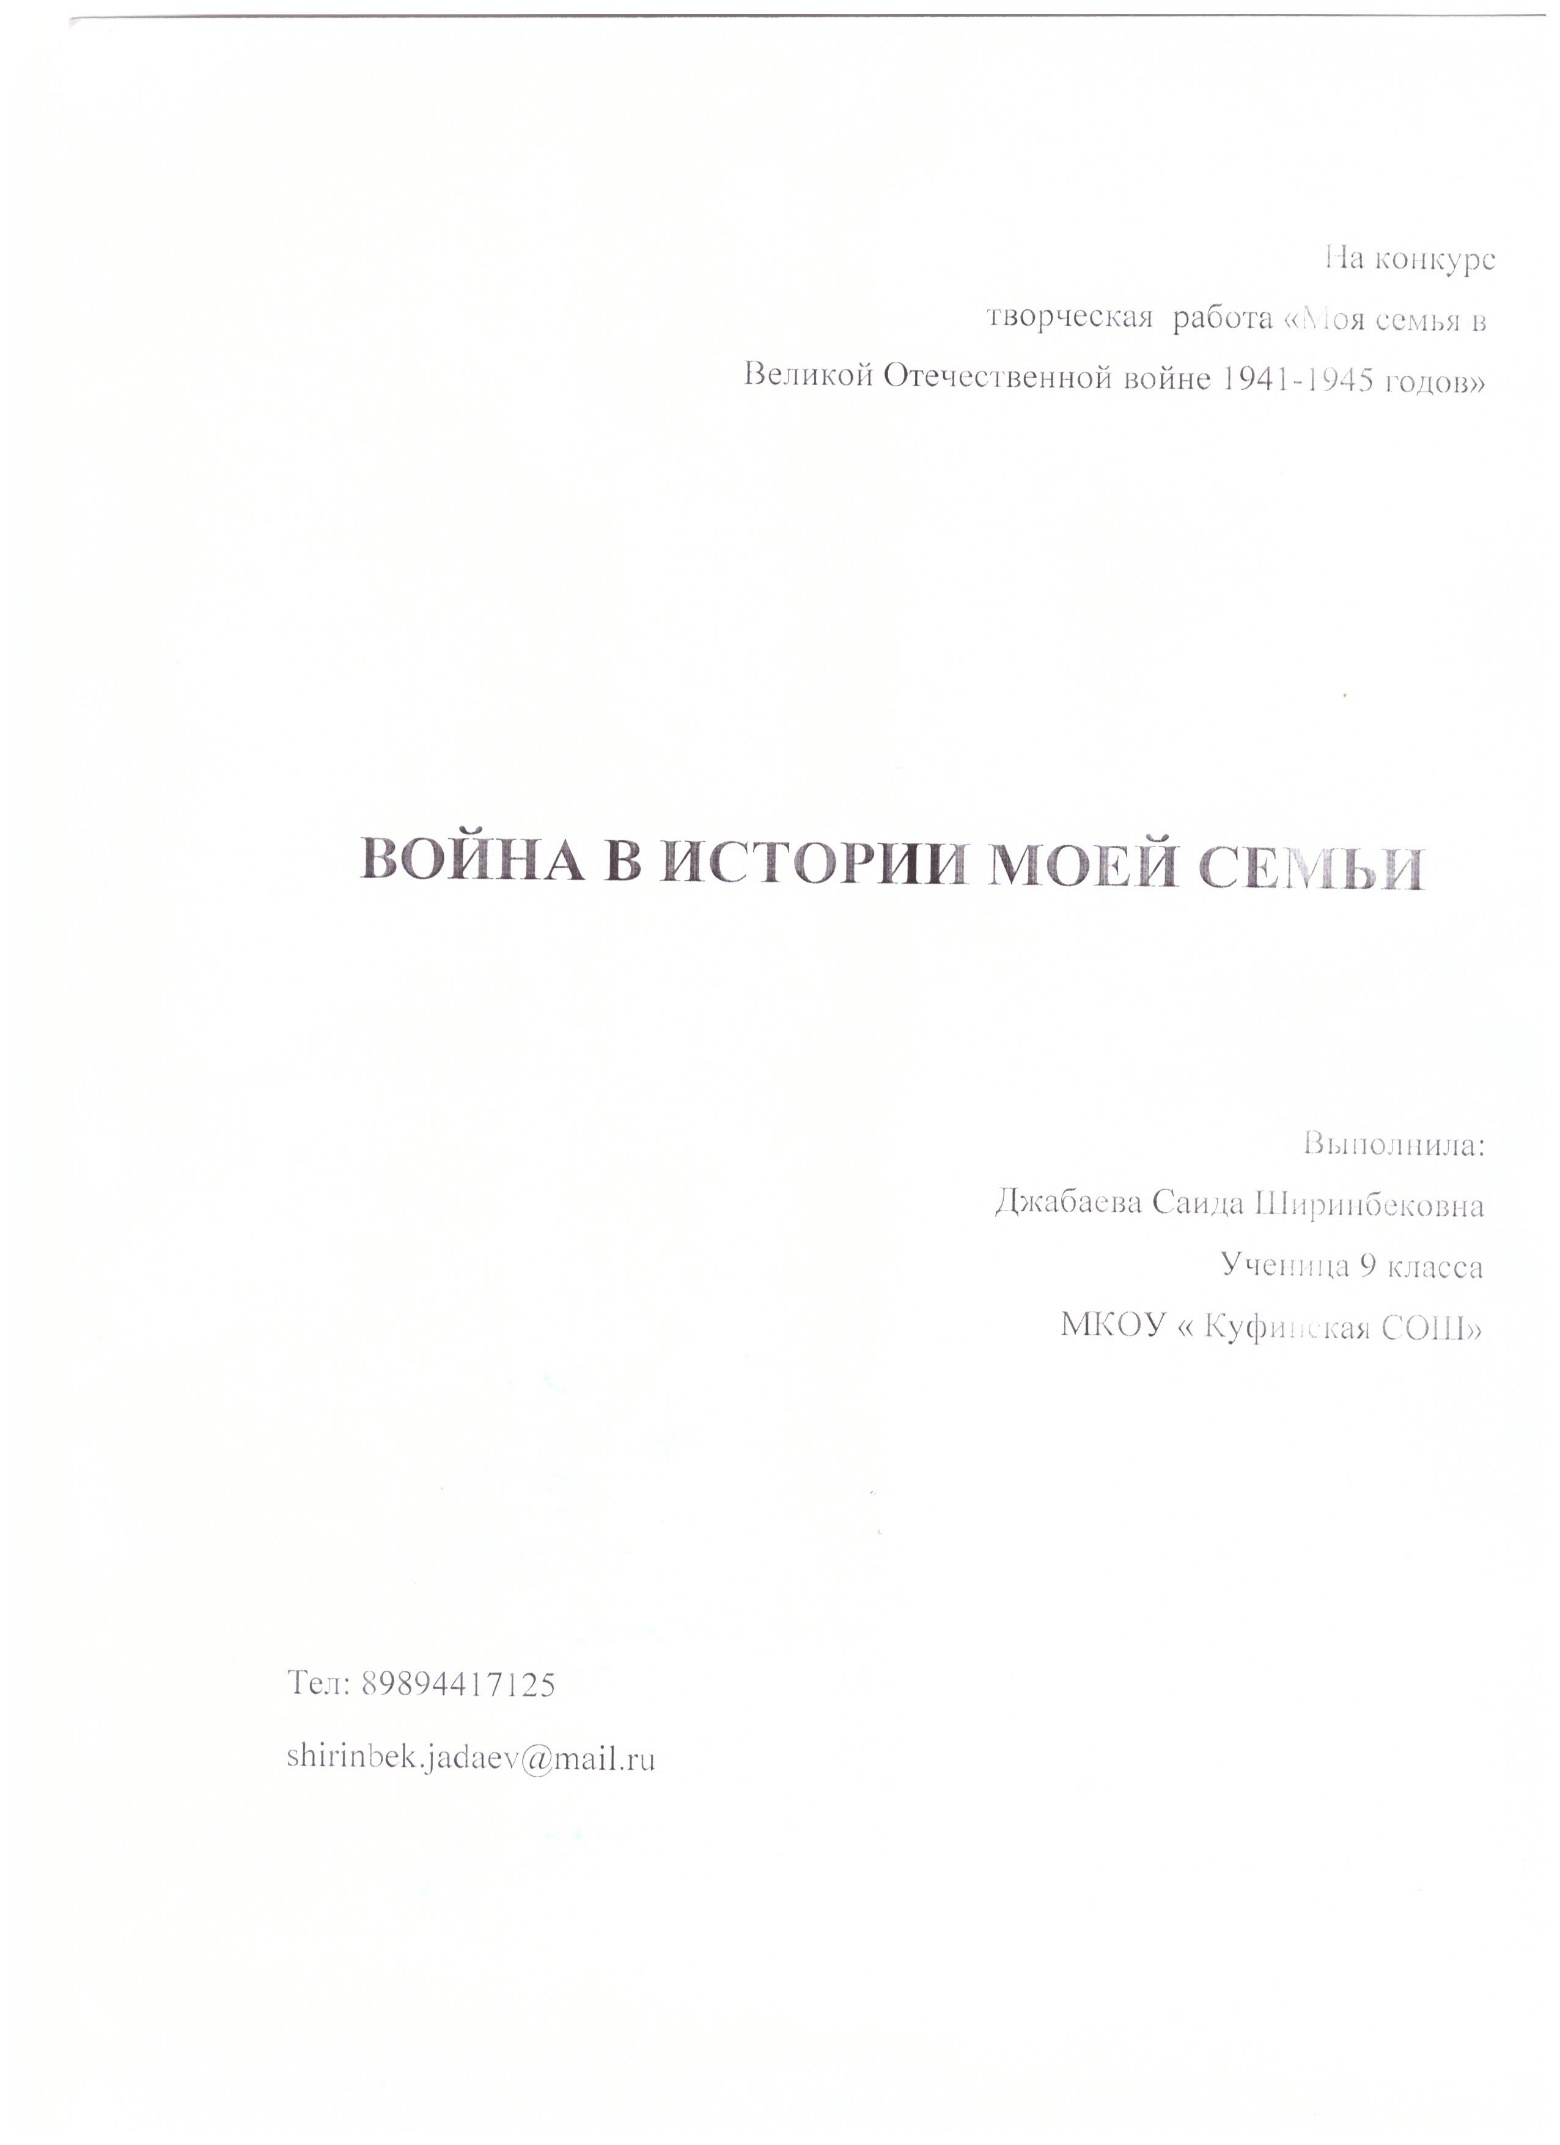 На конкурс
творческая работа «Моя семья в
Великой Отечественной войне 1941-1945 годов»
ВОЙНА В ИСТОРИИ МОЕЙ СЕМЬИ
Выполнила:
Джабаева Саида Ширинбековна
Ученица 9 класса
МКОУ « Куфинская СОШ»
Тел: 89894417125
shirinbek.jadaev@mail.ru